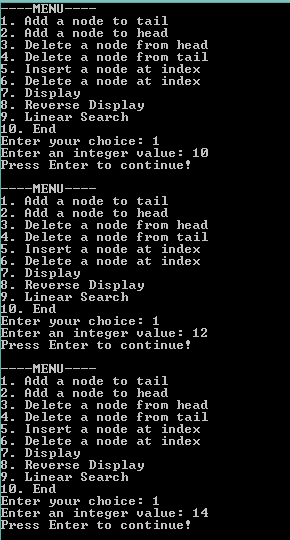 ----MENU----
1. Add a node to tail
2. Add a node to head
3. Delete a node from head
4. Delete a node from tail
5. Insert a node at index
6. Delete a node at index
7. Display
8. Reverse Display
9. Linear Search
10. End
Enter your choice: 1
Enter an integer value: 10
Press Enter to continue!
----MENU----
1. Add a node to tail
2. Add a node to head
3. Delete a node from head
4. Delete a node from tail
5. Insert a node at index
6. Delete a node at index
7. Display
8. Reverse Display
9. Linear Search
10. End
Enter your choice: 1
Enter an integer value: 12
Press Enter to continue!
----MENU----
1. Add a node to tail
2. Add a node to head
3. Delete a node from head
4. Delete a node from tail
5. Insert a node at index
6. Delete a node at index
7. Display
8. Reverse Display
9. Linear Search
10. End
Enter your choice: 1
Enter an integer value: 14
Press Enter to continue!